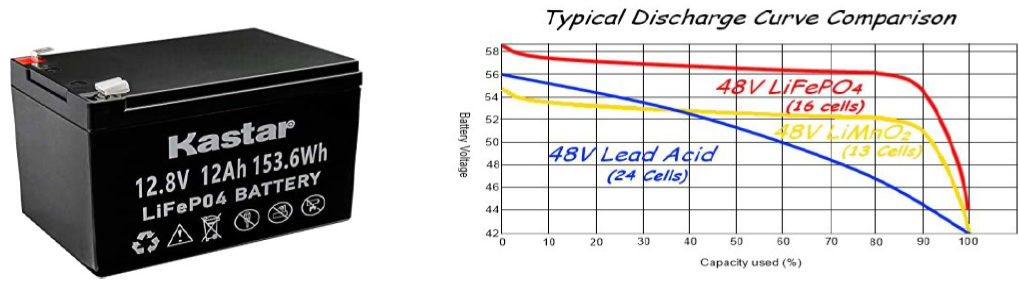 Kastar®
12.8V 12Ah 153.6Wh
LiFePO4 BATTERY
Typical Discharge Curve Comparison
Battery Voltage
58
56
54
52
50
48
46
44
42
48V LiFePO4
(16 cells)
48V LiMnO2
(13 Cells)
48V Lead Acid
(24 Cells)
0 10 20 30 40 50 60 70 80 90 100
Capacity used (%)